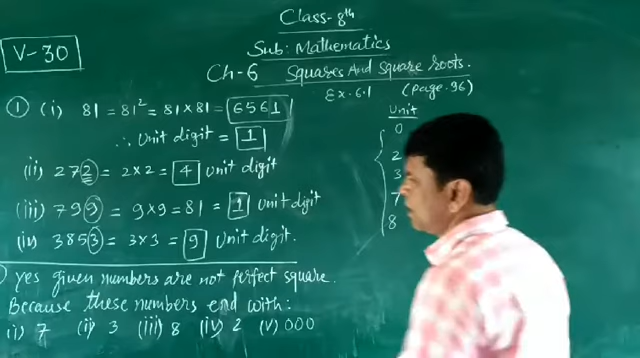 Class-8th
V-30
Sub: Mathematics
Ch-6 Squares And Square roots.
Ex-6.1 (Page-96)
① (i) 81 = 81² = 81×81 = 6561
∴ Unit digit = 1
(ii) 272 = 2×2 = 4 Unit digit
(iii) 799 = 9×9 = 81 = 1 Unit digit
(iv) 3853 = 3×3 = 9 Unit digit.
Unit
0
2
3
7
8
Yes given numbers are not perfect square.
Because these numbers end with:
(i) 7 (ii) 3 (iii) 8 (iv) 2 (v) 000